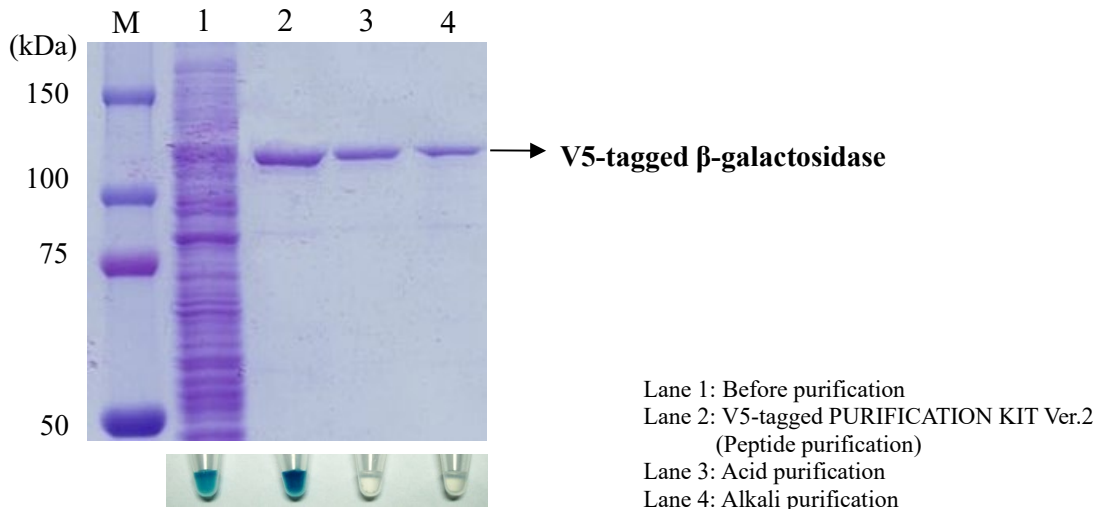 M 1 2 3 4
(kDa)
150
V5-tagged β-galactosidase
100
75
50
Lane 1: Before purification
Lane 2: V5-tagged PURIFICATION KIT Ver.2
(Peptide purification)
Lane 3: Acid purification
Lane 4: Alkali purification